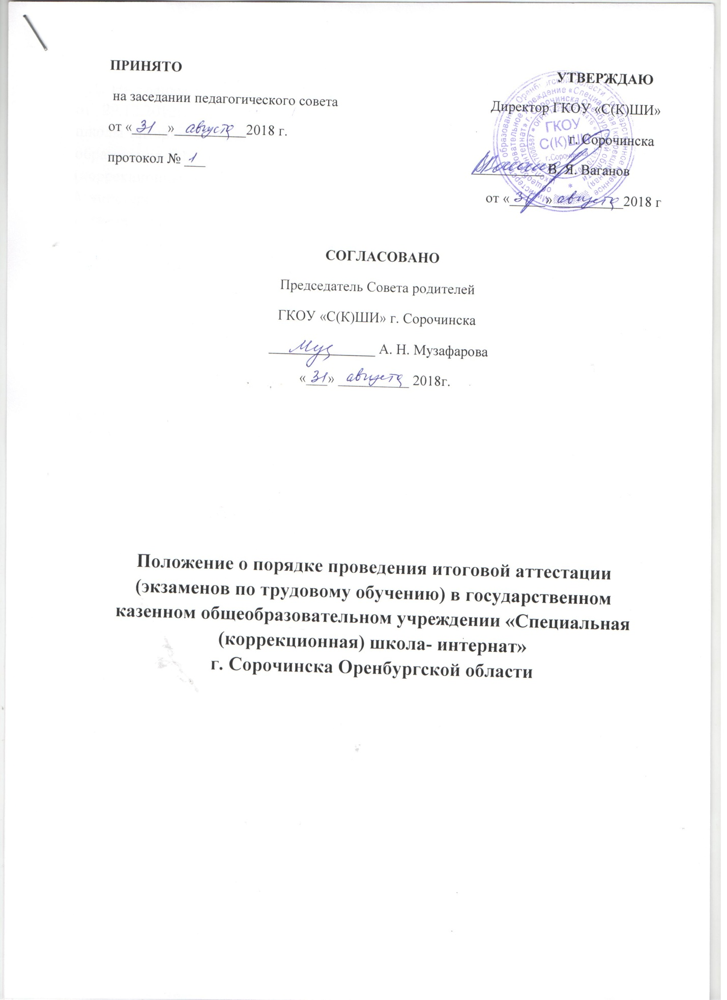 ПРИНЯТО
на заседании педагогического совета
от «31» августа 2018 г.
протокол № 1
УТВЕРЖДАЮ
Директор ГКОУ «С(К)ШИ»
г. Сорочинска
В. Я. Ваганов
от «31» августа 2018 г
ГКОУ
С(К)ШИ
г.Сорочинска
СОГЛАСОВАНО
Председатель Совета родителей
ГКОУ «С(К)ШИ» г. Сорочинска
Муз А. Н. Музафарова
«31» августа 2018г.
Положение о порядке проведения итоговой аттестации
(экзаменов по трудовому обучению) в государственном
казенном общеобразовательном учреждении «Специальная
(коррекционная) школа- интернат»
г. Сорочинска Оренбургской области